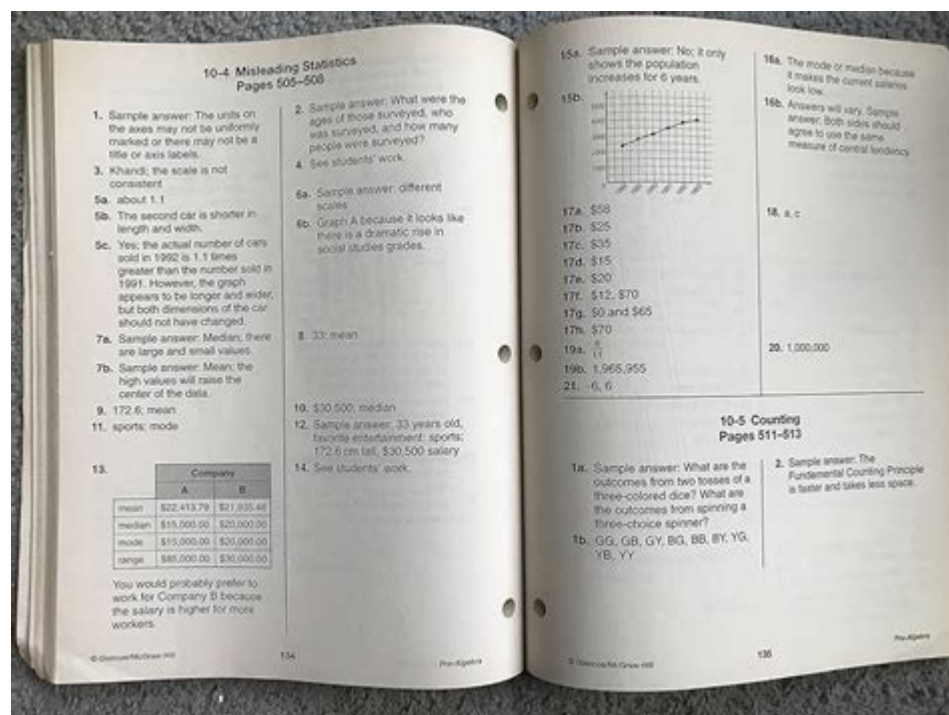 10-4 Misleading Statistics
Pages 505–508
1. Sample answer: The units on
the axes may not be uniformly
marked or there may not be a
title or axis labels.
3. Khandi; the scale is not
consistent
5a. about 1.1
5b. The second car is shorter in
length and width.
5c. Yes; the actual number of cars
sold in 1992 is 1.1 times
greater than the number sold in
1991. However, the graph
appears to be longer and wider,
but both dimensions of the car
should not have changed.
7a. Sample answer: Median; there
are large and small values.
7b. Sample answer: Mean; the
high values will raise the
center of the data.
9. 172.6; mean
11. sports; mode
13.
Company
A B
mean $22,413.79 $21,935.48
median $15,000.00 $20,000.00
mode $15,000.00 $20,000.00
range $85,000.00 $30,000.00
You would probably prefer to
work for Company B because
the salary is higher for more
workers.
2. Sample answer: What were the
ages of those surveyed, who
was surveyed, and how many
people were surveyed?
4. See students' work.
6a. Sample answer: different
scales
6b. Graph A because it looks like
there is a dramatic rise in
social studies grades.
8. 33; mean
10. $30,500; median
12. Sample answer: 33 years old,
favorite entertainment: sports;
172.6 cm tall, $30,500 salary
14. See students' work.
© Glencoe/McGraw-Hill
134
Pre-Algebra
15a. Sample answer: No; it only
shows the population
increases for 6 years.
15b.
17a. $58
17b. $25
17c. $35
17d. $15
17e. $20
17f. $12, $70
17g. $0 and $65
17h. $70
19a.
19b. 1,965,955
21. -6, 6
16a. The mode or median because
it makes the current salaries
look low.
16b. Answers will vary. Sample
answer: Both sides should
agree to use the same
measure of central tendency.
18. a, c
20. 1,000,000
10-5 Counting
Pages 511–513
1a. Sample answer: What are the
outcomes from two tosses of a
three-colored dice? What are
the outcomes from spinning a
three-choice spinner?
1b. GG, GB, GY, BG, BB, BY, YG,
YB, YY
2. Sample answer: The
Fundamental Counting Principle
is faster and takes less space.
© Glencoe/McGraw-Hill
135
Pre-Algebra